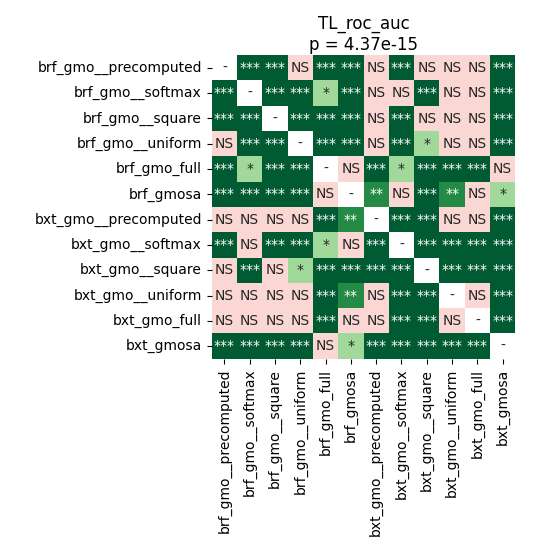 TL_roc_auc
p = 4.37e-15
brf_gmo__precomputed - *** *** NS *** *** NS *** NS NS NS ***
brf_gmo__softmax *** - *** *** * *** NS NS *** NS NS ***
brf_gmo__square *** *** - *** *** *** NS *** NS NS NS ***
brf_gmo__uniform NS *** *** - *** *** NS *** * NS NS ***
brf_gmo_full *** * *** *** - NS *** * *** *** *** NS
brf_gmosa *** *** *** *** NS - ** NS *** ** NS *
bxt_gmo__precomputed NS NS NS NS *** ** - *** *** NS NS ***
bxt_gmo__softmax *** NS *** *** * NS *** - *** *** *** ***
bxt_gmo__square NS *** NS * *** *** *** *** - *** *** ***
bxt_gmo__uniform NS NS NS NS *** ** NS *** *** - NS ***
bxt_gmo_full NS NS NS NS *** *** NS *** *** NS - ***
bxt_gmosa *** *** *** *** NS * *** *** *** *** *** -
brf_gmo__precomputed
brf_gmo__softmax
brf_gmo__square
brf_gmo__uniform
brf_gmo_full
brf_gmosa
bxt_gmo__precomputed
bxt_gmo__softmax
bxt_gmo__square
bxt_gmo__uniform
bxt_gmo_full
bxt_gmosa